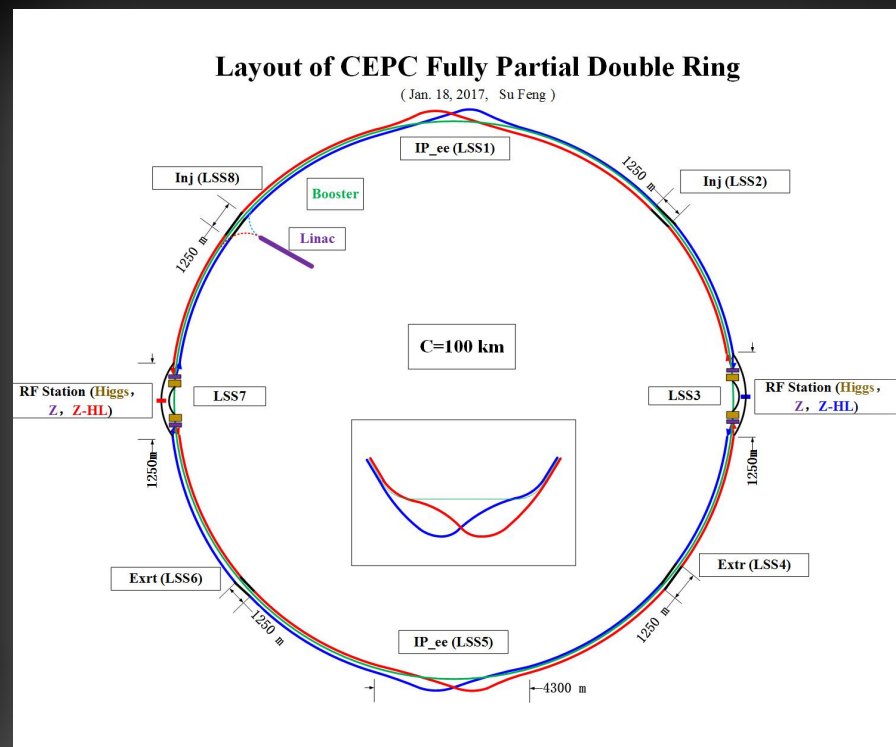 Layout of CEPC Fully Partial Double Ring
( Jan. 18, 2017, Su Feng )
IP_ee (LSS1)
Inj (LSS8)
1250 m
Inj (LSS2)
Booster
Linac
1250 m
C=100 km
RF Station (Higgs,
Z, Z-HL)
LSS7
LSS3
RF Station (Higgs,
Z, Z-HL)
1250m
1250m
Exrt (LSS6)
Extr (LSS4)
1250 m
1250 m
IP_ee (LSS5)
4300 m